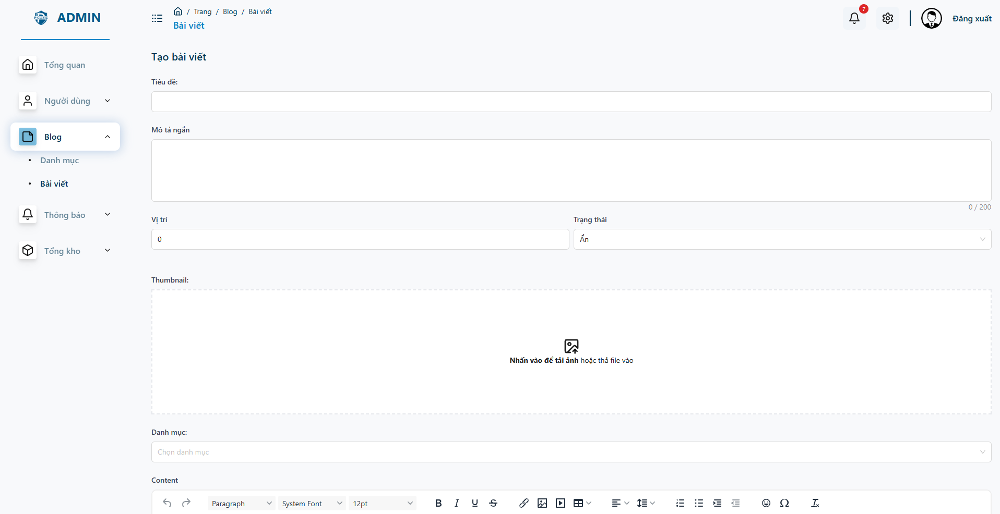 P-CLINIC
ADMIN
/ Trang / Blog / Bài viết
Bài viết
7
Đăng xuất
Tổng quan
Người dùng
Blog
Danh mục
Bài viết
Thông báo
Tổng kho
Tạo bài viết
Tiêu đề:
Mô tả ngắn
0 / 200
Vị trí
Trạng thái
0
Ẩn
Thumbnail:
Nhấn vào để tải ảnh hoặc thả file vào
Danh mục:
Chọn danh mục
Content
Paragraph System Font 12pt